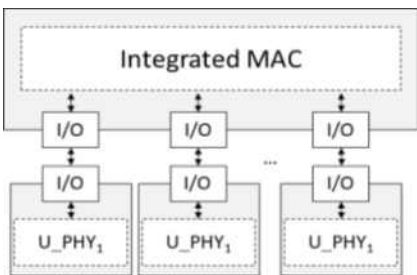 Integrated MAC
I/O I/O I/O
...
I/O I/O I/O
U_PHY₁ U_PHY₁ U_PHY₁